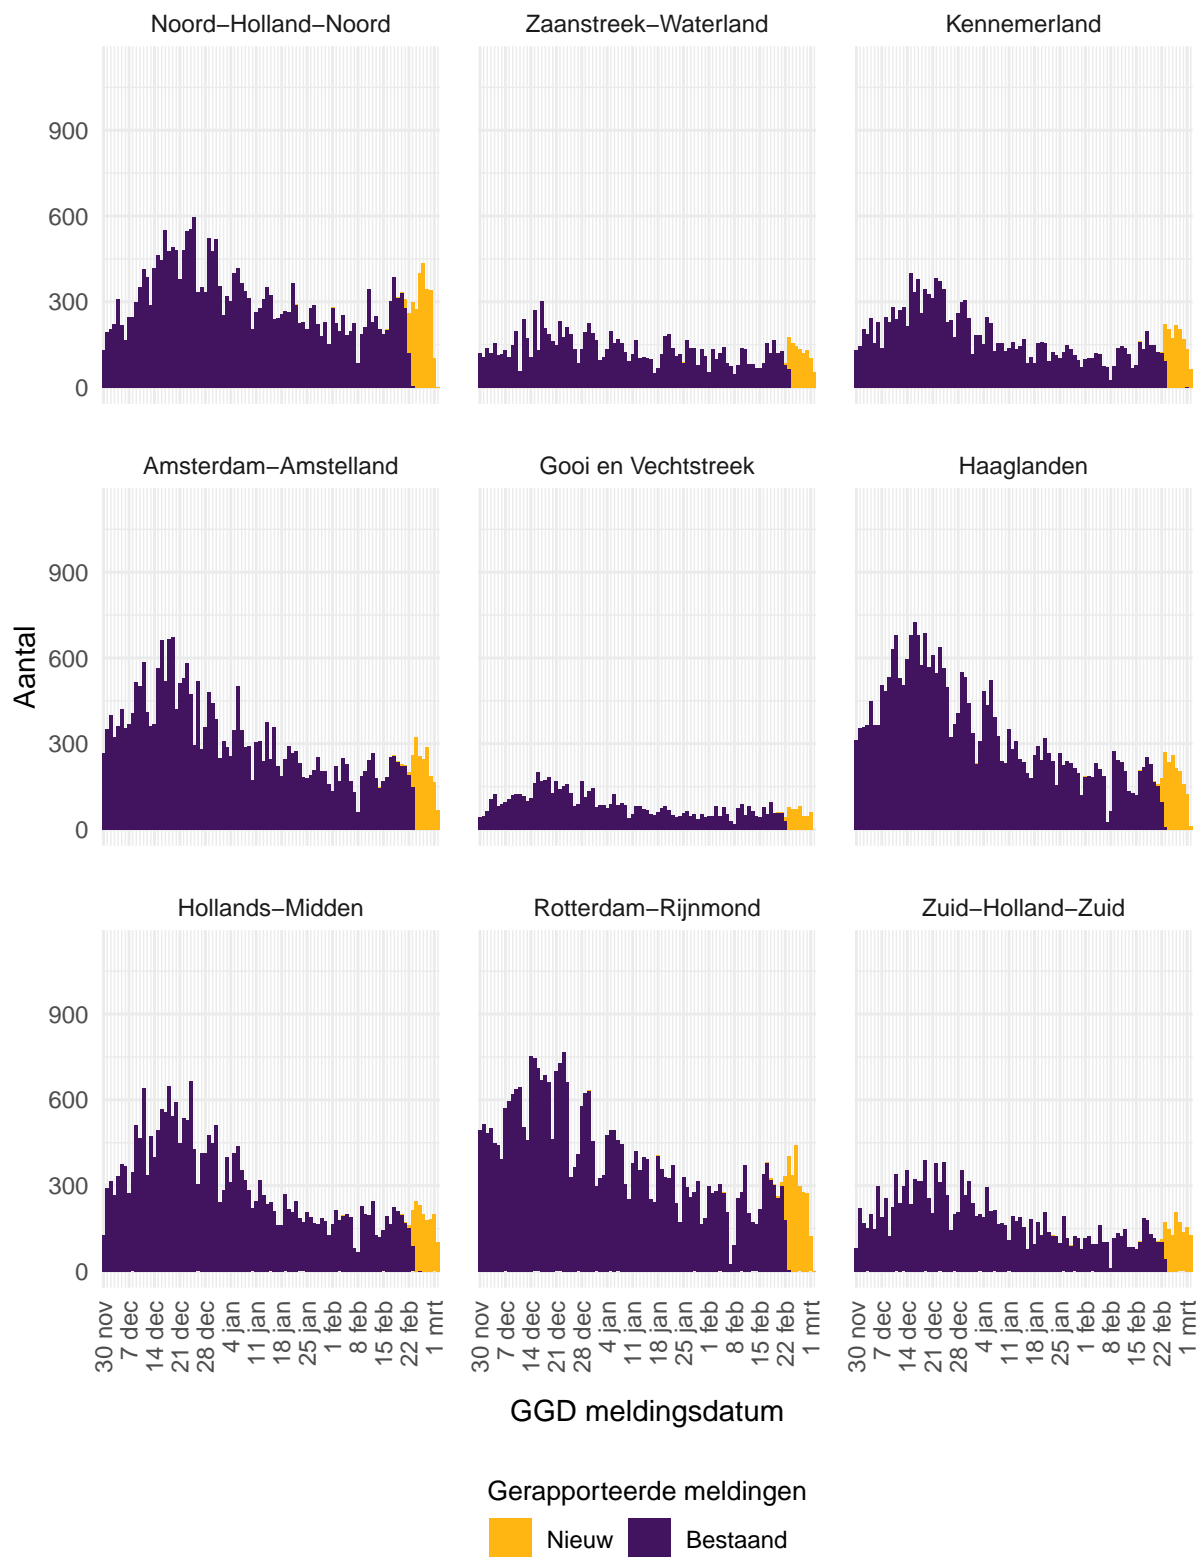 Noord−Holland−Noord Zaanstreek−Waterland Kennemerland
900
600
300
0
Amsterdam−Amstelland Gooi en Vechtstreek Haaglanden
900
600
300
0
Hollands−Midden Rotterdam−Rijnmond Zuid−Holland−Zuid
900
600
300
0
Aantal
30 nov 7 dec 14 dec 21 dec 28 dec 4 jan 11 jan 18 jan 25 jan 1 feb 8 feb 15 feb 22 feb 1 mrt
30 nov 7 dec 14 dec 21 dec 28 dec 4 jan 11 jan 18 jan 25 jan 1 feb 8 feb 15 feb 22 feb 1 mrt
30 nov 7 dec 14 dec 21 dec 28 dec 4 jan 11 jan 18 jan 25 jan 1 feb 8 feb 15 feb 22 feb 1 mrt
GGD meldingsdatum
Gerapporteerde meldingen
Nieuw Bestaand